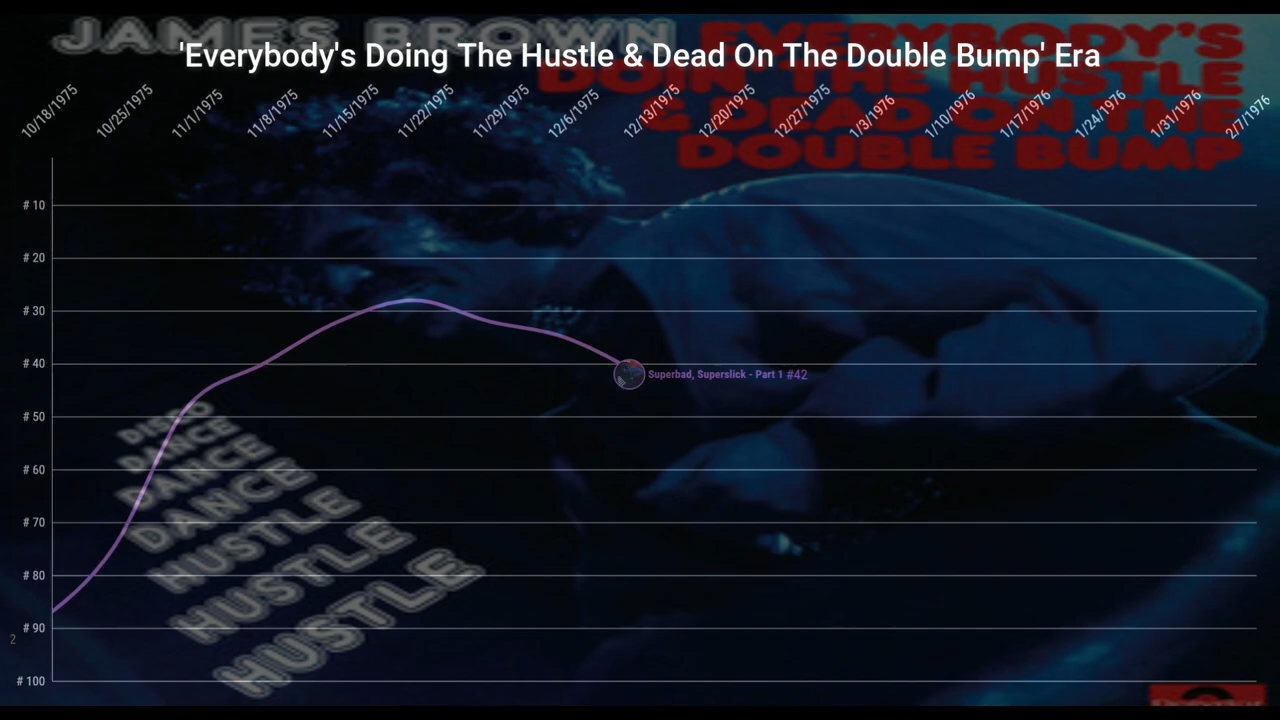 JAMES BROWN
EVERYBODY'S
DOIN' THE HUSTLE
& DEAD ON THE
DOUBLE BUMP
'Everybody's Doing The Hustle & Dead On The Double Bump' Era
10/18/1975
10/25/1975
11/1/1975
11/8/1975
11/15/1975
11/22/1975
11/29/1975
12/6/1975
12/13/1975
12/20/1975
12/27/1975
1/3/1976
1/10/1976
1/17/1976
1/24/1976
1/31/1976
2/7/1976
# 10
# 20
# 30
# 40
# 50
# 60
# 70
# 80
# 90
# 100
Superbad, Superslick - Part 1 #42
DISCO
DANCE
DANCE
DANCE
HUSTLE
HUSTLE
HUSTLE
2